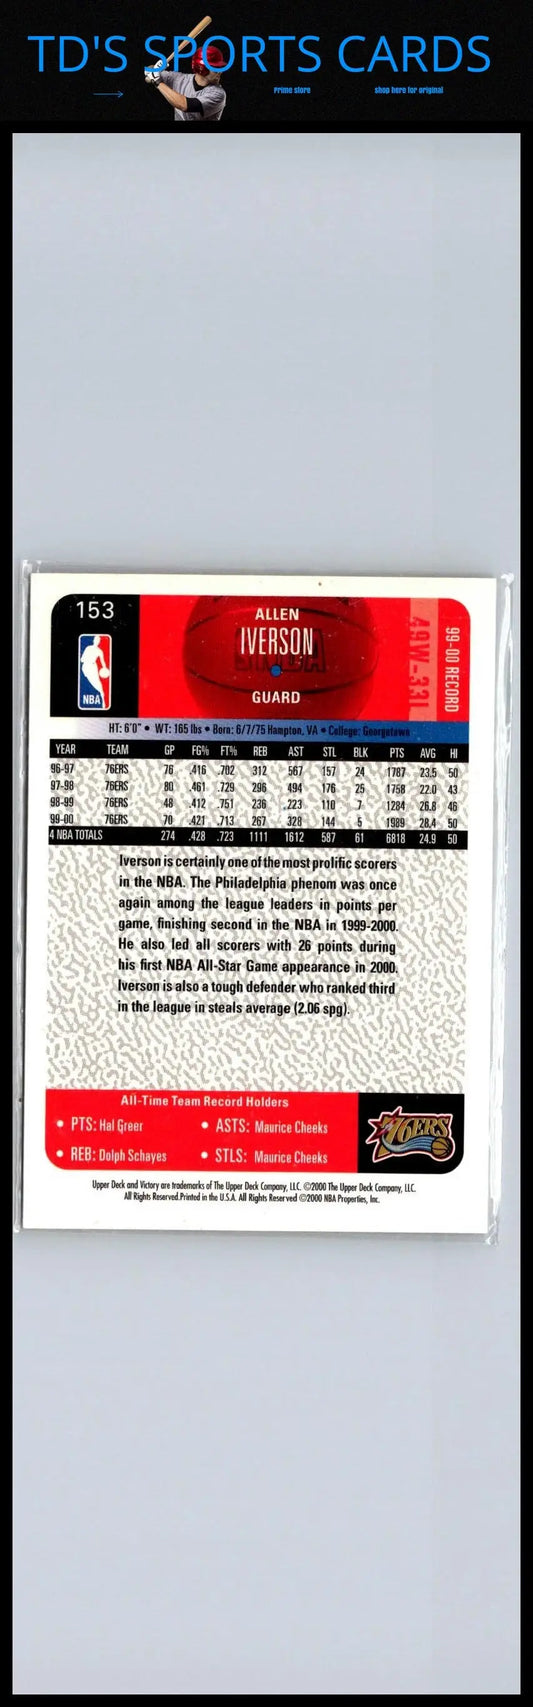 TD'S SPORTS CARDS
Prime store
shop here for original
153
NBA
ALLEN
IVERSON
GUARD
49W-33L
99-00 RECORD
HT: 6'0" • WT: 165 lbs • Born: 6/7/75 Hampton, VA • College: Georgetown
YEAR TEAM GP FG% FT% REB AST STL BLK PTS AVG HI
96-97 76ERS 76 .416 .702 312 567 157 24 1787 23.5 50
97-98 76ERS 80 .461 .729 296 494 176 25 1758 22.0 43
98-99 76ERS 48 .412 .751 236 223 110 7 1284 26.8 46
99-00 76ERS 70 .421 .713 267 328 144 5 1989 28.4 50
4 NBA TOTALS 274 .428 .723 1111 1612 587 61 6818 24.9 50
Iverson is certainly one of the most prolific scorers
in the NBA. The Philadelphia phenom was once
again among the league leaders in points per
game, finishing second in the NBA in 1999-2000.
He also led all scorers with 26 points during
his first NBA All-Star Game appearance in 2000.
Iverson is also a tough defender who ranked third
in the league in steals average (2.06 spg).
All-Time Team Record Holders
• PTS: Hal Greer • ASTS: Maurice Cheeks
• REB: Dolph Schayes • STLS: Maurice Cheeks
76ERS
Upper Deck and Victory are trademarks of The Upper Deck Company, LLC. ©2000 The Upper Deck Company, LLC.
All Rights Reserved.Printed in the U.S.A. All Rights Reserved ©2000 NBA Properties, Inc.